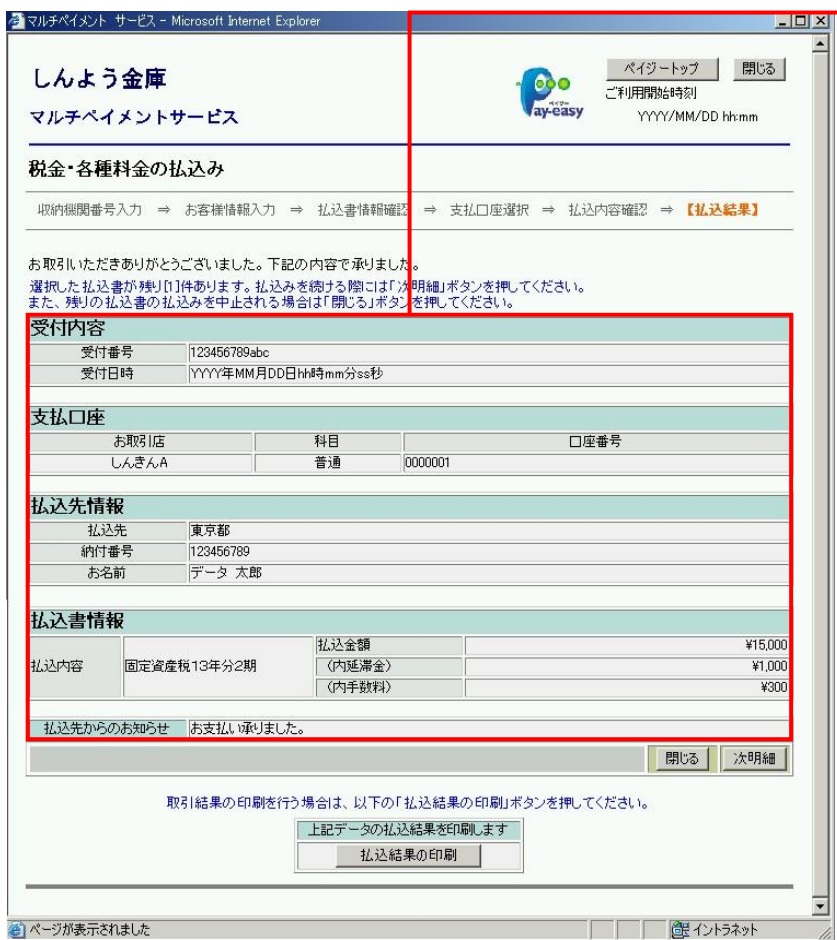 マルチペイメント サービス - Microsoft Internet Explorer
しんよう金庫
マルチペイメントサービス
ペイジー
Pay-easy
ペイジートップ 閉じる
ご利用開始時刻
YYYY/MM/DD hh:mm
税金・各種料金の払込み
収納機関番号入力 ⇒ お客様情報入力 ⇒ 払込書情報確認 ⇒ 支払口座選択 ⇒ 払込内容確認 ⇒ 【払込結果】
お取引いただきありがとうございました。下記の内容で承りました。
選択した払込書が残り[1]件あります。払込みを続ける際には「次明細」ボタンを押してください。
また、残りの払込書の払込みを中止される場合は「閉じる」ボタンを押してください。
受付内容
受付番号 123456789abc
受付日時 YYYY年MM月DD日hh時mm分ss秒
支払口座
お取引店 科目 口座番号
しんきんA 普通 0000001
払込先情報
払込先 東京都
納付番号 123456789
お名前 データ 太郎
払込書情報
払込内容 固定資産税13年分2期 払込金額 ¥15,000
（内延滞金） ¥1,000
（内手数料） ¥300
払込先からのお知らせ お支払い承りました。
閉じる 次明細
取引結果の印刷を行う場合は、以下の「払込結果の印刷」ボタンを押してください。
上記データの払込結果を印刷します
払込結果の印刷
ページが表示されました イントラネット